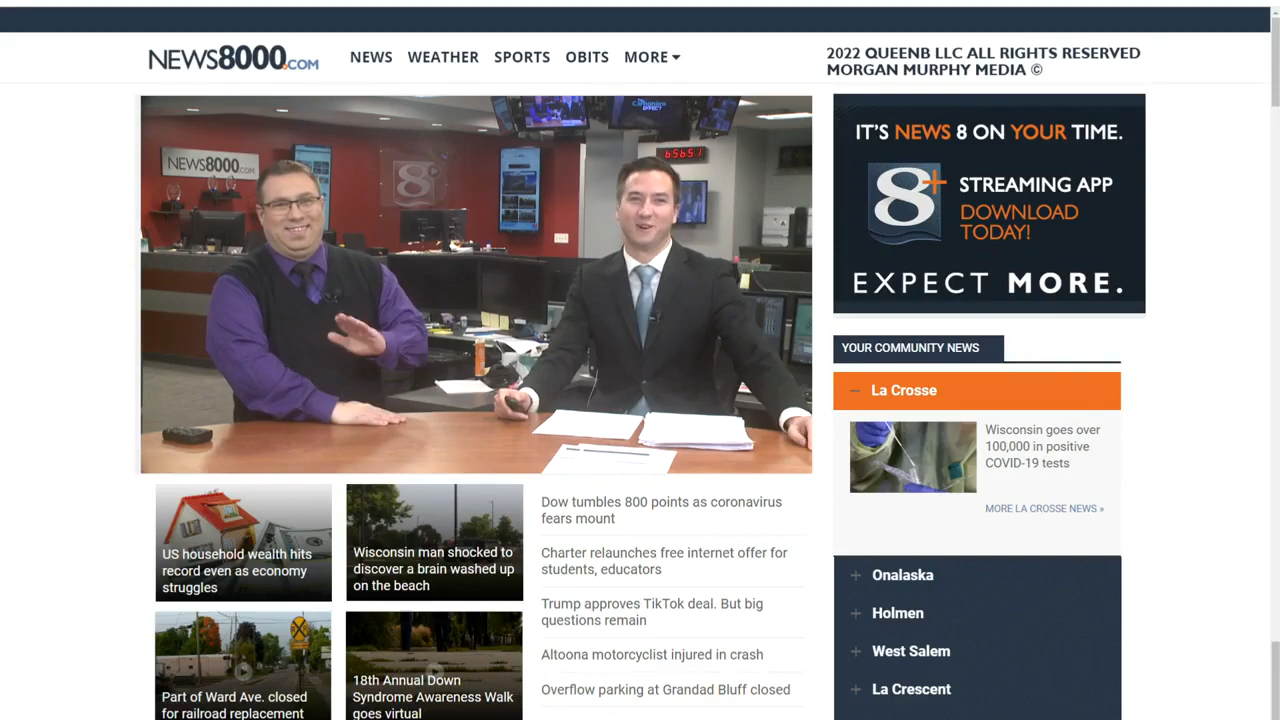 NEWS8000.COM
NEWS
WEATHER
SPORTS
OBITS
MORE
2022 QUEENB LLC ALL RIGHTS RESERVED
MORGAN MURPHY MEDIA ©
NEWS8000.COM
8
65651
IT'S NEWS 8 ON YOUR TIME.
8+
STREAMING APP
DOWNLOAD
TODAY!
EXPECT MORE.
YOUR COMMUNITY NEWS
La Crosse
Wisconsin goes over
100,000 in positive
COVID-19 tests
MORE LA CROSSE NEWS »
Onalaska
Holmen
West Salem
La Crescent
US household wealth hits
record even as economy
struggles
Wisconsin man shocked to
discover a brain washed up
on the beach
Part of Ward Ave. closed
for railroad replacement
18th Annual Down
Syndrome Awareness Walk
goes virtual
Dow tumbles 800 points as coronavirus
fears mount
Charter relaunches free internet offer for
students, educators
Trump approves TikTok deal. But big
questions remain
Altoona motorcyclist injured in crash
Overflow parking at Grandad Bluff closed